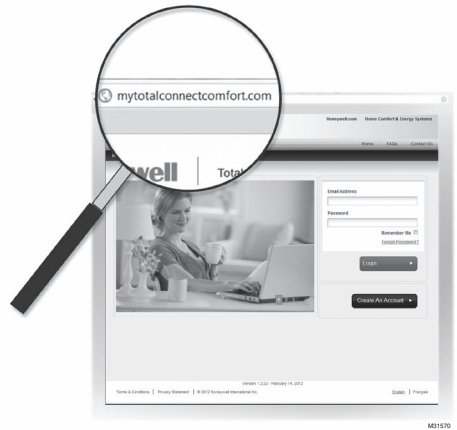 mytotalconnectcomfort.com
Honeywell.com Home Comfort & Energy Systems
Home FAQs Contact Us
well | Total
Email Address
Password
Remember Me
Forgot Password?
Login
Create An Account
Version 1.2.22 - February 14, 2012
Terms & Conditions | Privacy Statement | © 2012 Honeywell International Inc.
English | Français
M31570